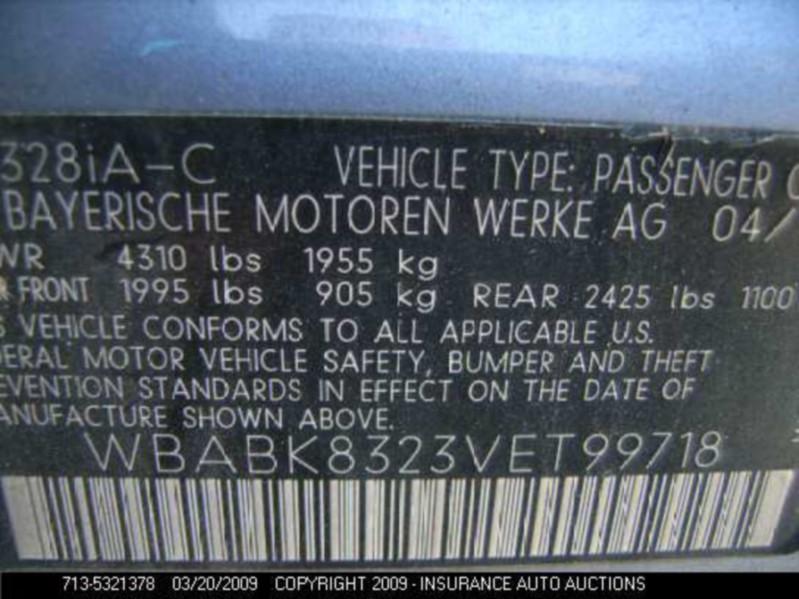 328iA-C VEHICLE TYPE: PASSENGER
BAYERISCHE MOTOREN WERKE AG 04/
WR 4310 lbs 1955 kg
R FRONT 1995 lbs 905 kg REAR 2425 lbs 1100
S VEHICLE CONFORMS TO ALL APPLICABLE U.S.
DERAL MOTOR VEHICLE SAFETY, BUMPER AND THEFT
EVENTION STANDARDS IN EFFECT ON THE DATE OF
ANUFACTURE SHOWN ABOVE.
WBABK8323VET99718
713-5321378 03/20/2009 COPYRIGHT 2009 - INSURANCE AUTO AUCTIONS